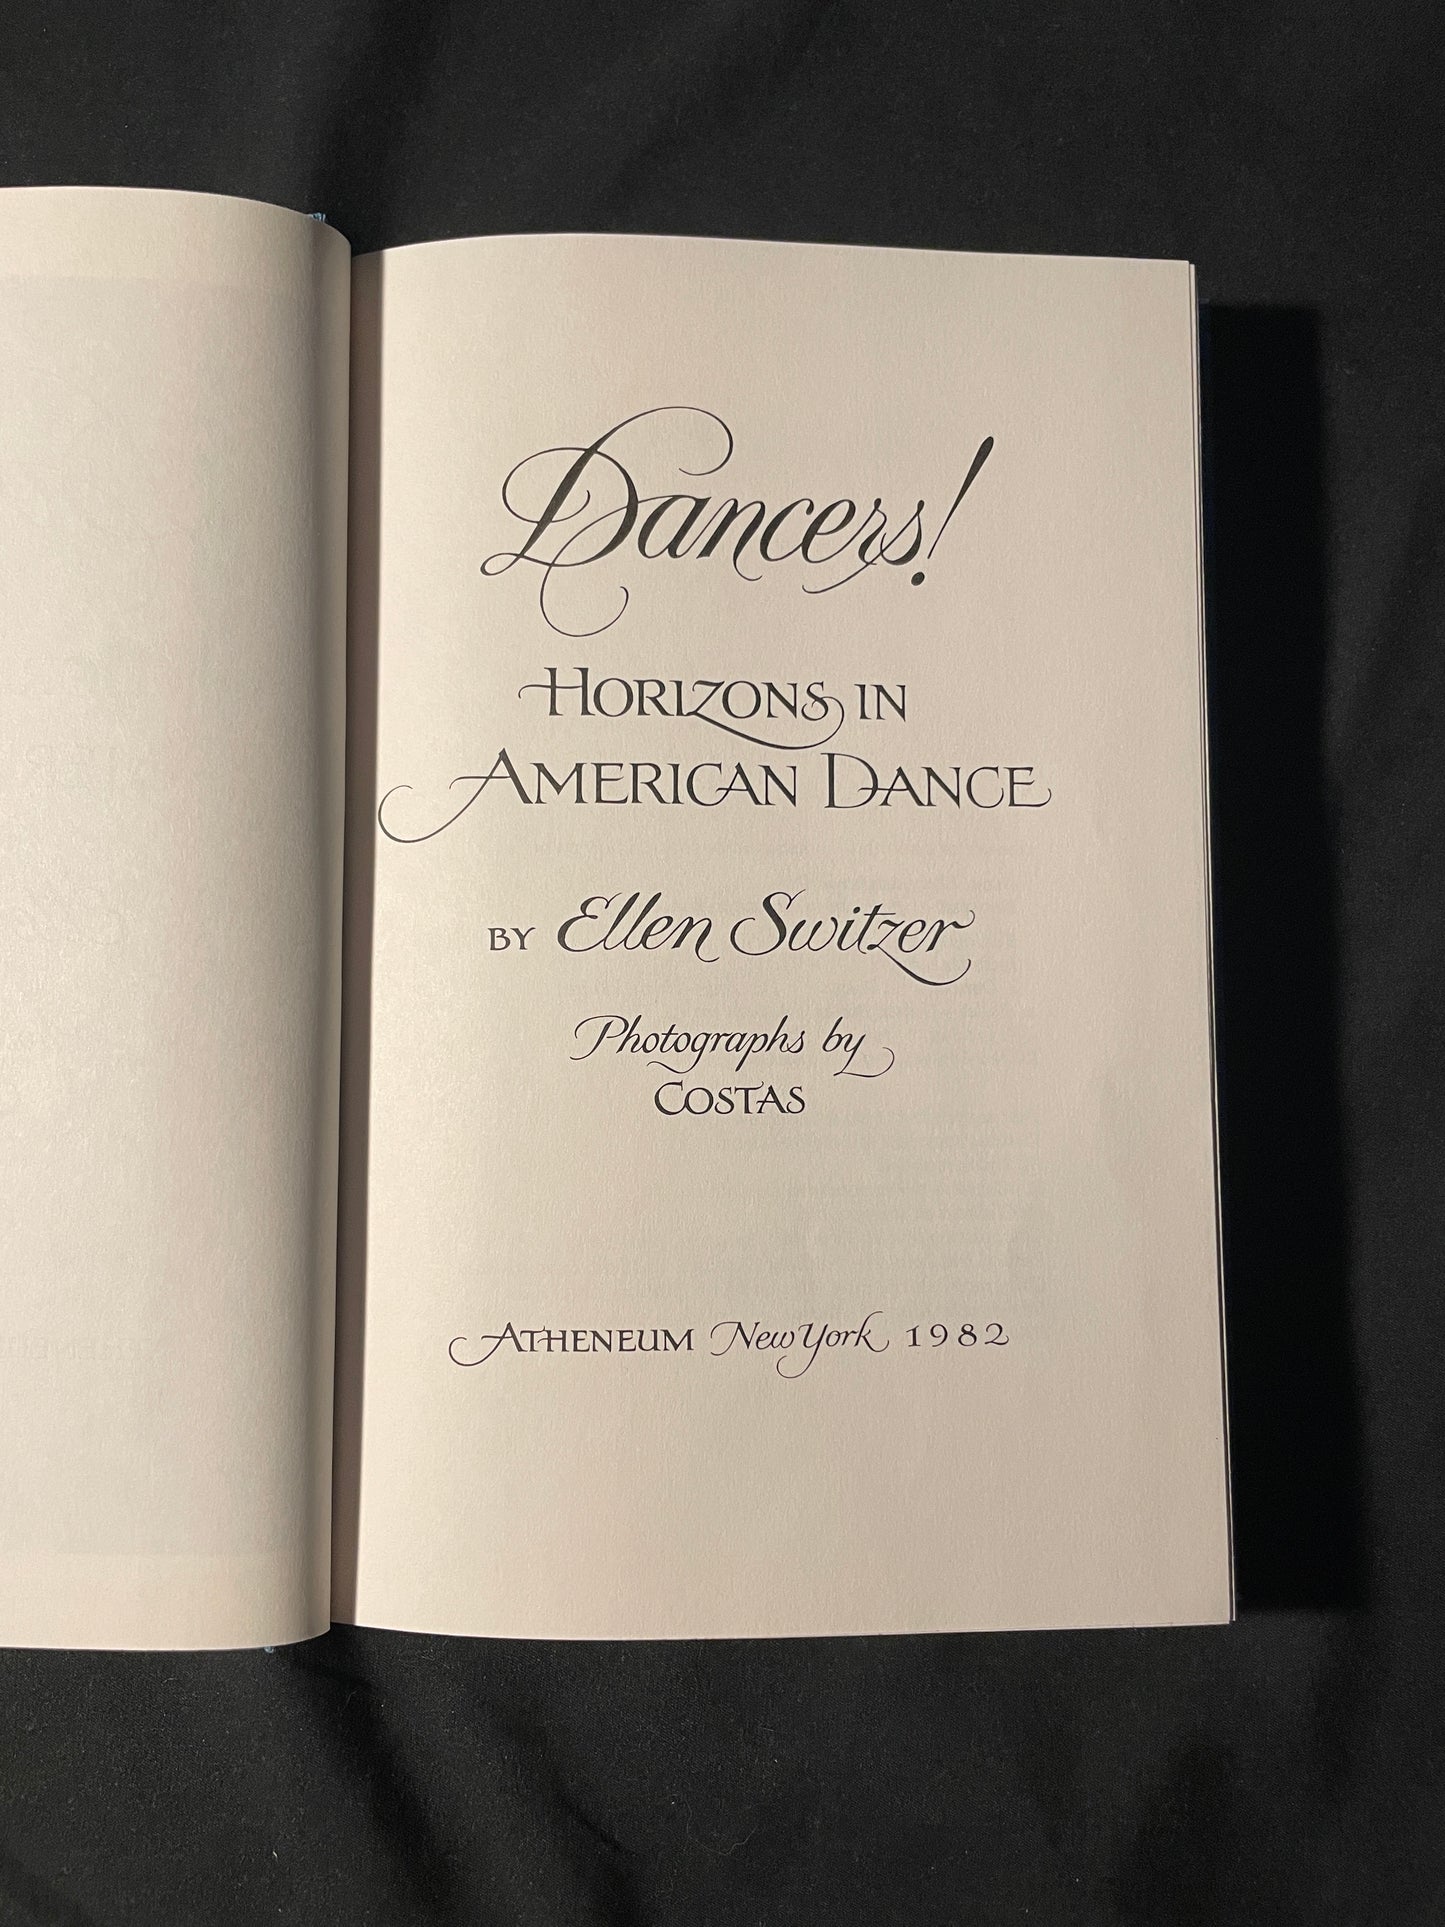 Dancers!
HORIZONS IN
AMERICAN DANCE
BY Ellen Switzer
Photographs by
COSTAS
ATHENEUM New York 1982